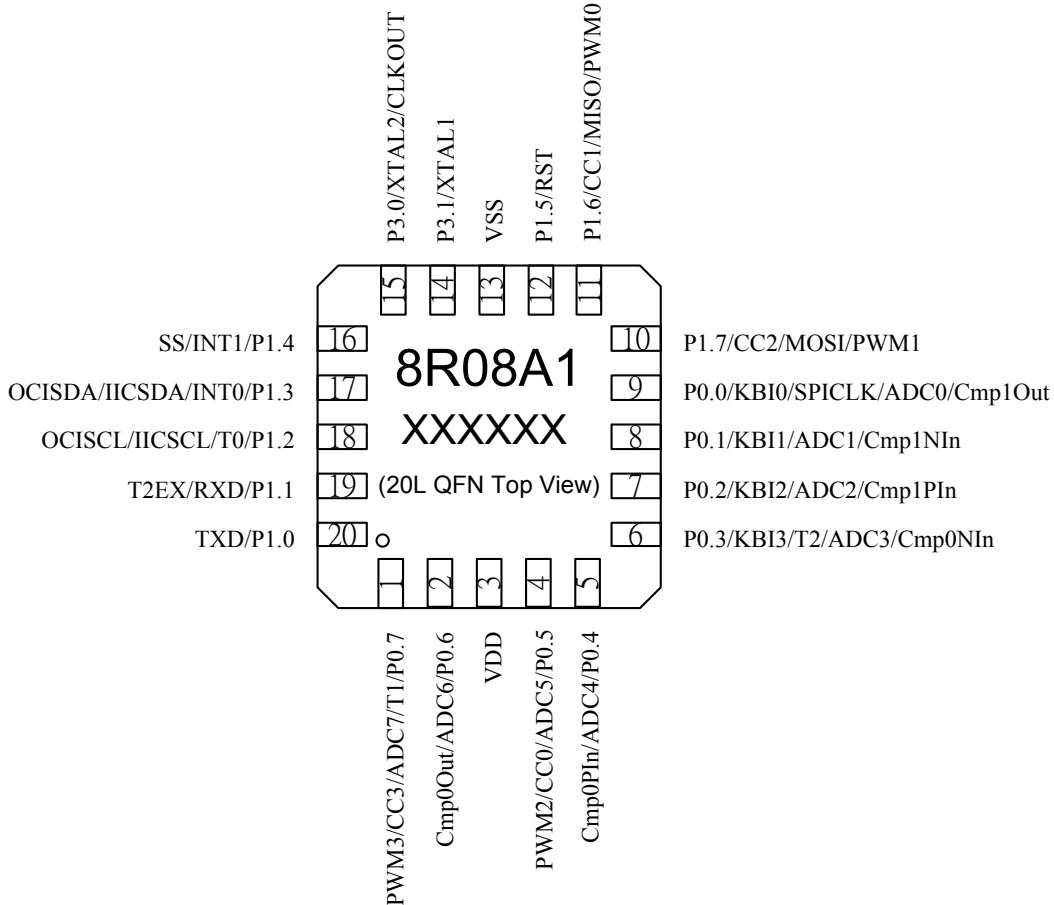 P3.0/XTAL2/CLKOUT
P3.1/XTAL1
VSS
P1.5/RST
P1.6/CC1/MISO/PWM0
15
14
13
12
11
SS/INT1/P1.4
16
10
P1.7/CC2/MOSI/PWM1
8R08A1
OCISDA/IICSDA/INT0/P1.3
17
9
P0.0/KBI0/SPICLK/ADC0/Cmp1Out
XXXXXX
OCISCL/IICSCL/T0/P1.2
18
8
P0.1/KBI1/ADC1/Cmp1NIn
T2EX/RXD/P1.1
19
(20L QFN Top View)
7
P0.2/KBI2/ADC2/Cmp1PIn
TXD/P1.0
20
6
P0.3/KBI3/T2/ADC3/Cmp0NIn
1
2
3
4
5
PWM3/CC3/ADC7/T1/P0.7
Cmp0Out/ADC6/P0.6
VDD
PWM2/CC0/ADC5/P0.5
Cmp0PIn/ADC4/P0.4